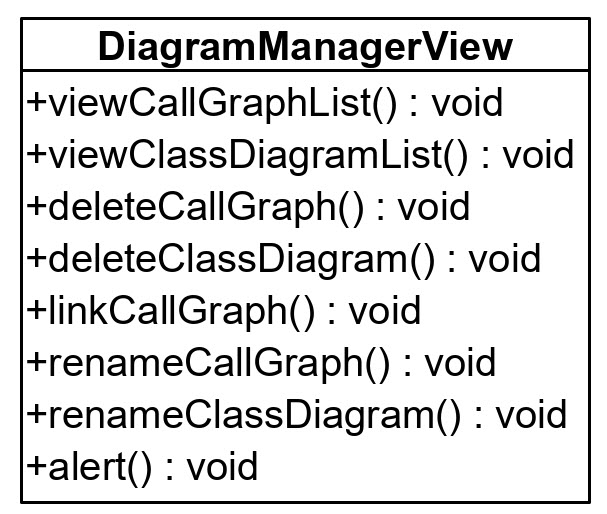 DiagramManagerView
+viewCallGraphList() : void
+viewClassDiagramList() : void
+deleteCallGraph() : void
+deleteClassDiagram() : void
+linkCallGraph() : void
+renameCallGraph() : void
+renameClassDiagram() : void
+alert() : void